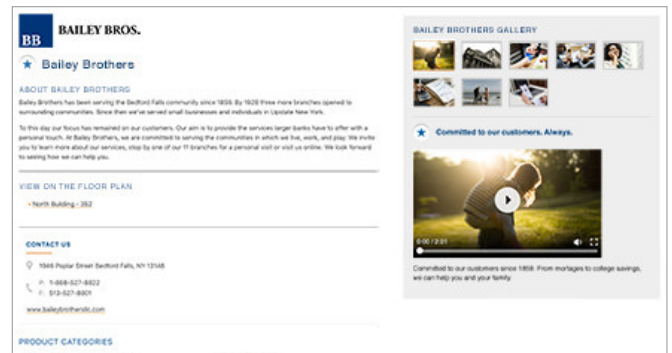 BB
BAILEY BROS.
Bailey Brothers
ABOUT BAILEY BROTHERS
Bailey Brothers has been serving the Bedford Falls community since 1858. By 1928 three more branches opened to
surrounding communities. Since then we've served small businesses and individuals in Upstate New York.
To this day our focus has remained on our customers. Our aim is to provide the services larger banks have to offer with a
personal touch. At Bailey Brothers, we are committed to serving the communities in which we live, work, and play. We invite
you to learn more about our services, stop by one of our 11 branches for a personal visit or visit us online. We look forward
to seeing how we can help you.
VIEW ON THE FLOOR PLAN
• North Building - 352
CONTACT US
1946 Poplar Street Bedford Falls, NY 13148
P: 1-868-527-8822
F: 513-527-8001
www.baileybrothersllc.com
PRODUCT CATEGORIES
BAILEY BROTHERS GALLERY
Committed to our customers. Always.
0:00 / 2:01
Committed to our customers since 1858. From mortages to college savings,
we can help you and your family